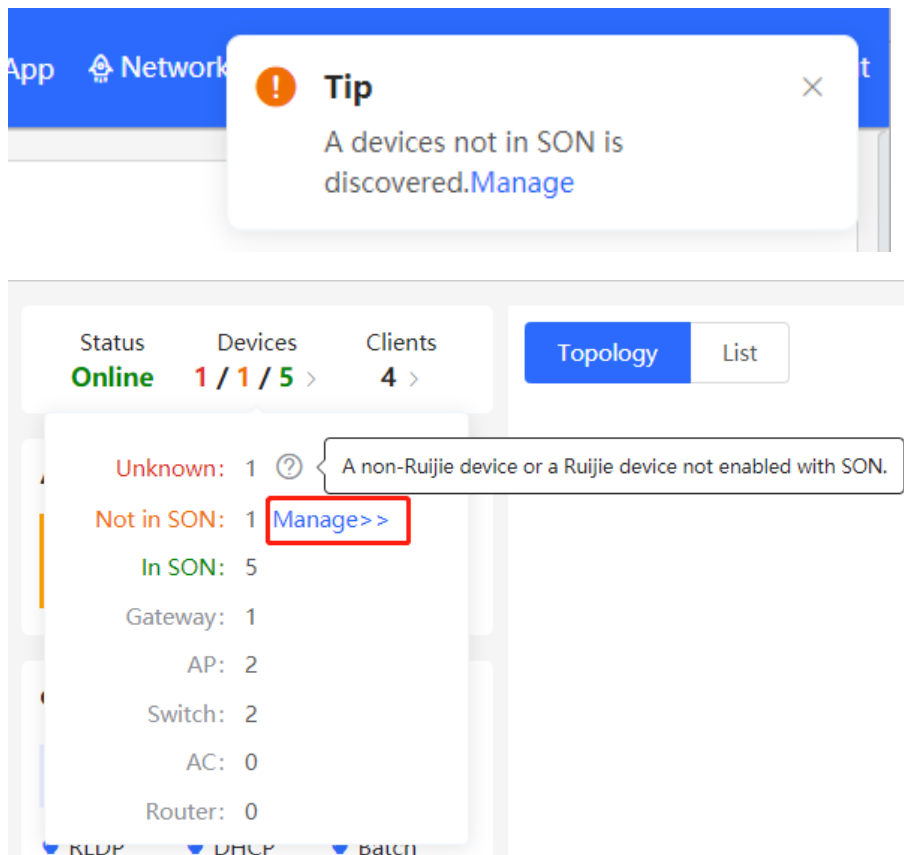 App Network t
Tip
A devices not in SON is
discovered.Manage
Status Devices Clients
Online 1 / 1 / 5 > 4 >
Topology List
Unknown: 1 ? A non-Ruijie device or a Ruijie device not enabled with SON.
Not in SON: 1 Manage>>
In SON: 5
Gateway: 1
AP: 2
Switch: 2
AC: 0
Router: 0
RLDP DHCP Batch